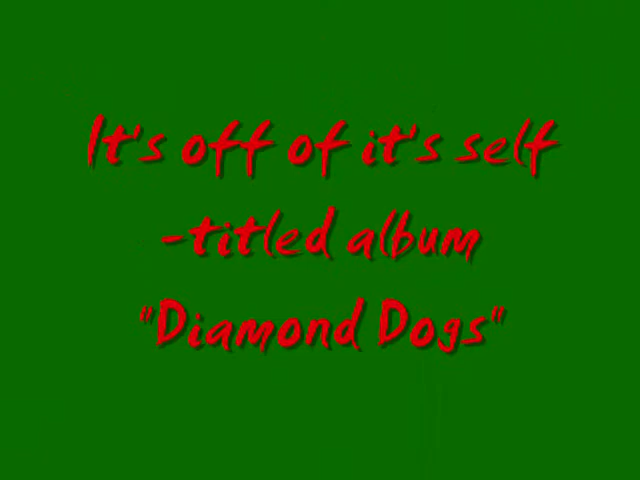 It's off of it's self
-titled album
"Diamond Dogs"